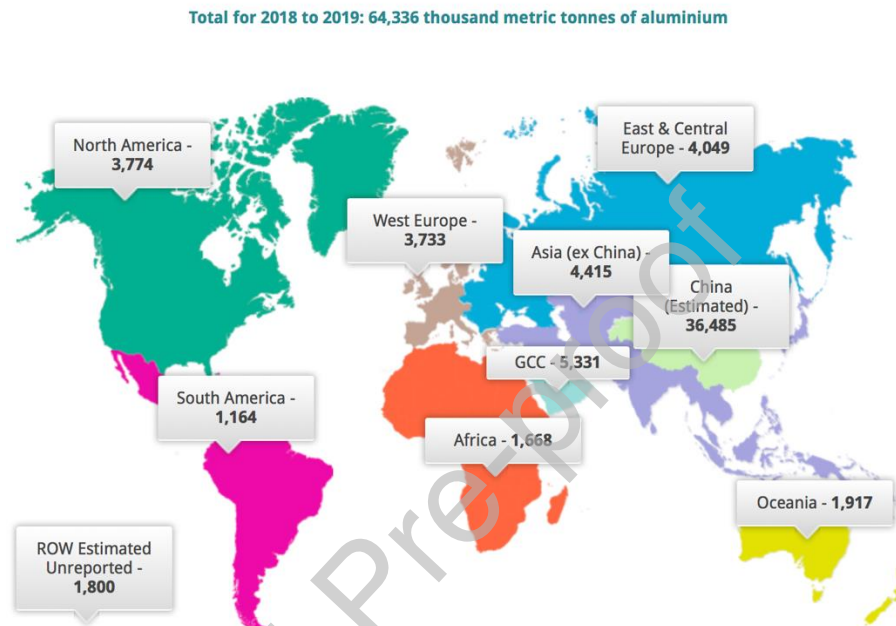 Total for 2018 to 2019: 64,336 thousand metric tonnes of aluminium
North America -
3,774
East & Central
Europe - 4,049
West Europe -
3,733
Asia (ex China) -
4,415
China
(Estimated) -
36,485
GCC - 5,331
South America -
1,164
Africa - 1,668
Oceania - 1,917
ROW Estimated
Unreported -
1,800
Pre-proof